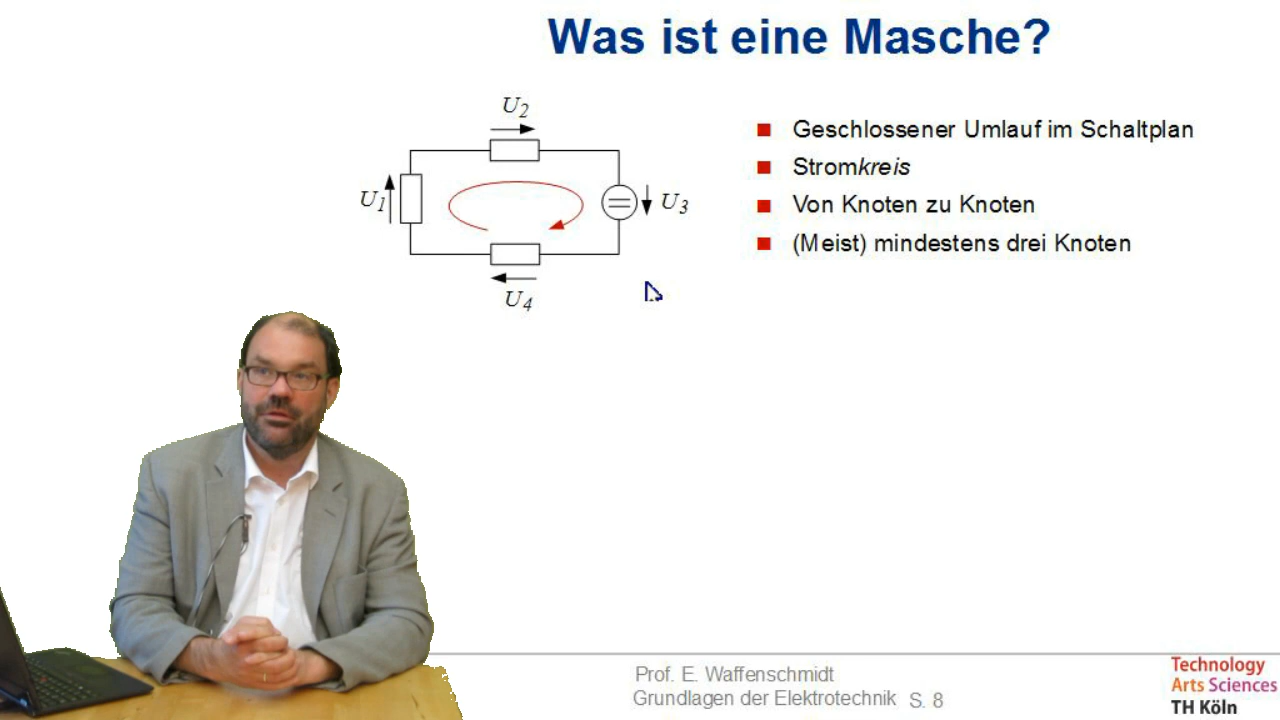 Was ist eine Masche?
U2
U1
U3
U4
Geschlossener Umlauf im Schaltplan
Stromkreis
Von Knoten zu Knoten
(Meist) mindestens drei Knoten
Prof. E. Waffenschmidt
Grundlagen der Elektrotechnik S. 8
Technology
Arts Sciences
TH Köln